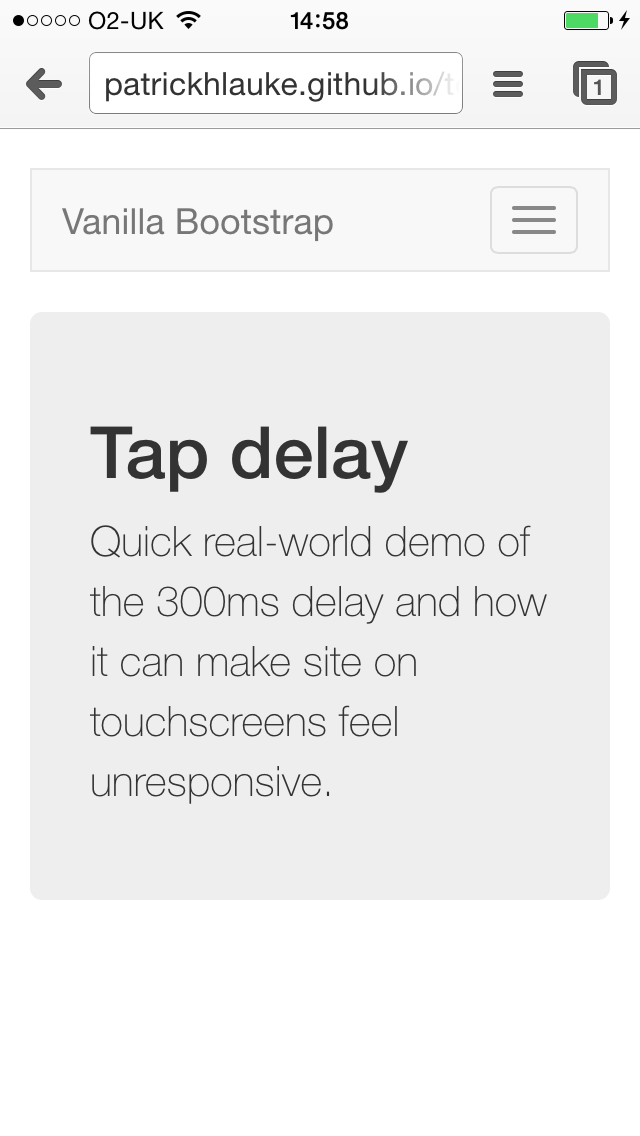 O2-UK 14:58
patrickhlauke.github.io/t
1
Vanilla Bootstrap
Tap delay
Quick real-world demo of
the 300ms delay and how
it can make site on
touchscreens feel
unresponsive.